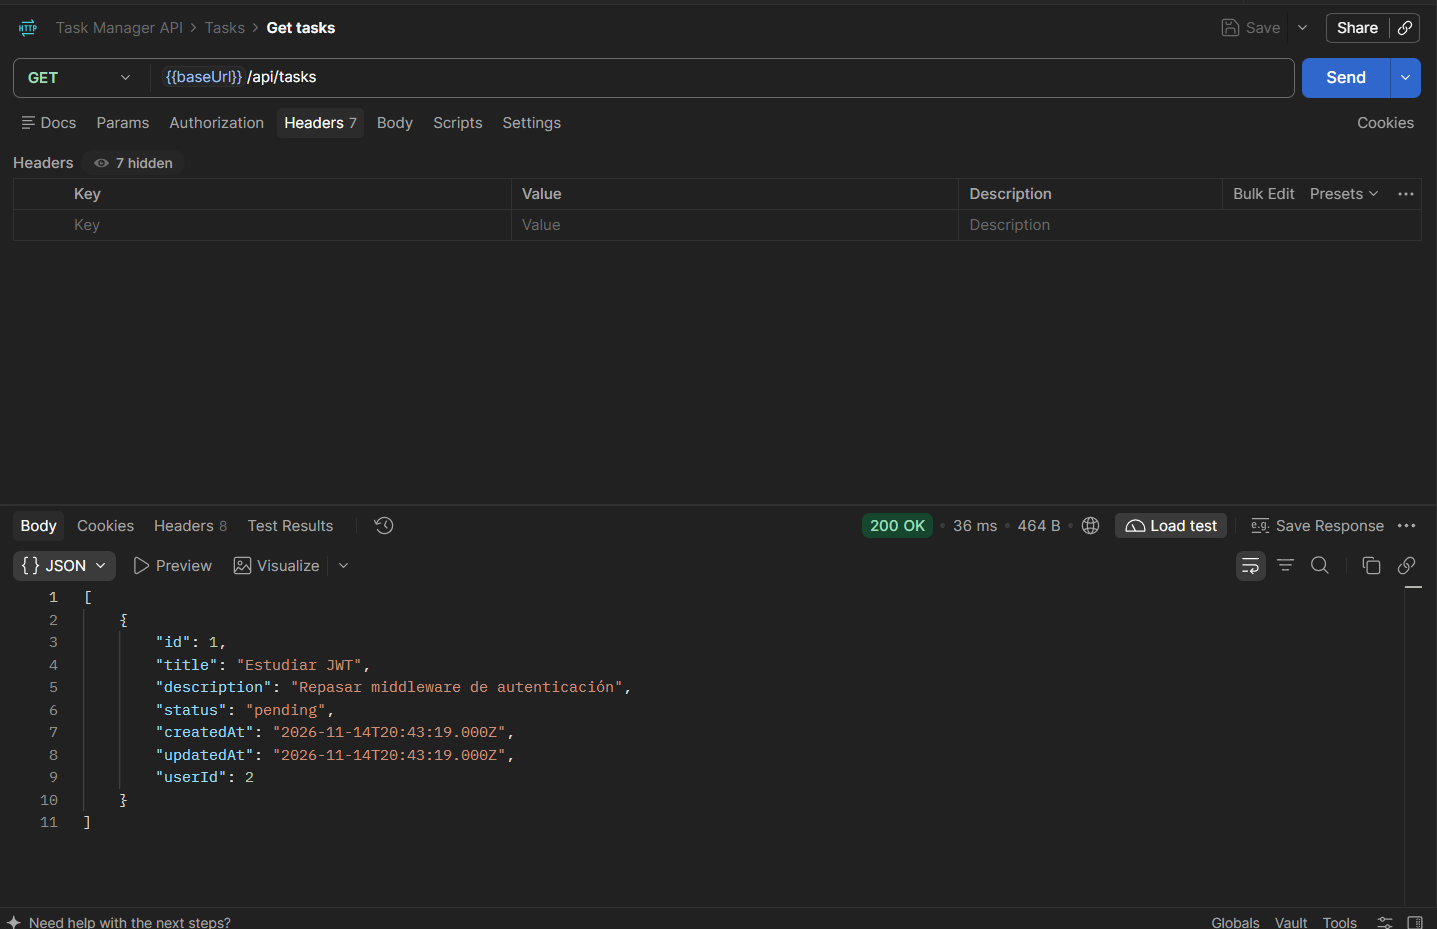 HTTP Task Manager API > Tasks > Get tasks Save Share
GET {{baseUrl}} /api/tasks Send
Docs Params Authorization Headers 7 Body Scripts Settings Cookies
Headers 7 hidden
Key Value Description Bulk Edit Presets ...
Key Value Description
Body Cookies Headers 8 Test Results 200 OK • 36 ms • 464 B • Load test e.g. Save Response ...
{} JSON Preview Visualize
1 [
2 {
3 "id": 1,
4 "title": "Estudiar JWT",
5 "description": "Repasar middleware de autenticación",
6 "status": "pending",
7 "createdAt": "2026-11-14T20:43:19.000Z",
8 "updatedAt": "2026-11-14T20:43:19.000Z",
9 "userId": 2
10 }
11 ]
Need help with the next steps? Globals Vault Tools